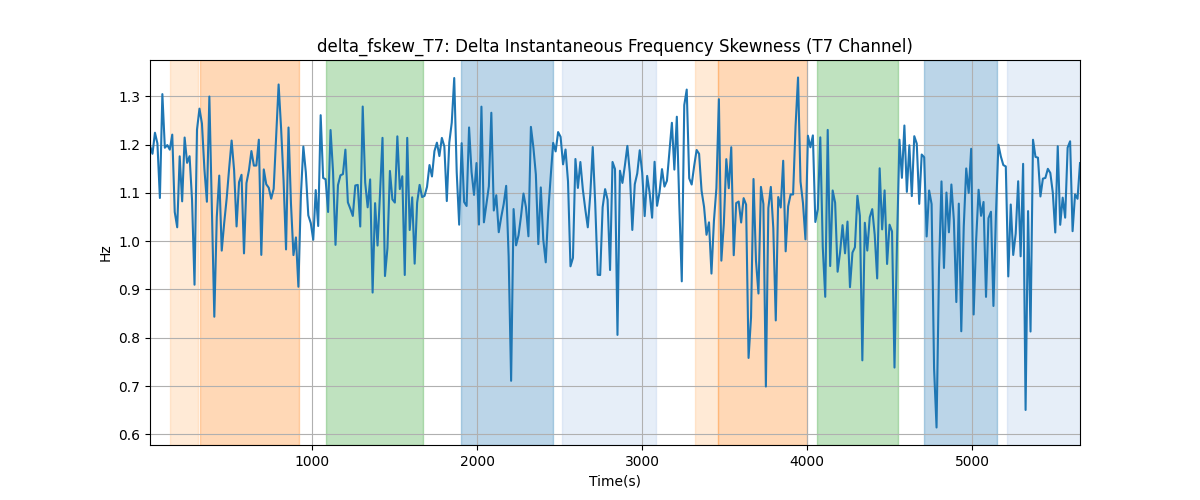 delta_fskew_T7: Delta Instantaneous Frequency Skewness (T7 Channel)
1.3
1.2
1.1
1.0
0.9
0.8
0.7
0.6
Hz
1000 2000 3000 4000 5000
Time(s)